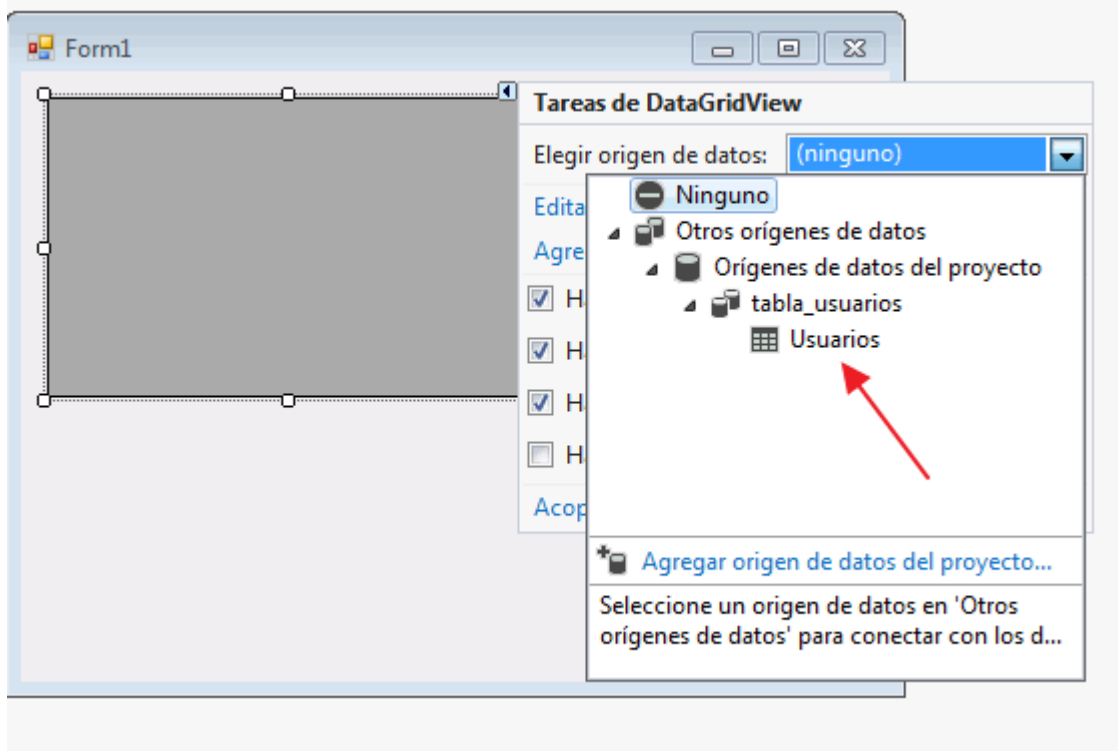 Form1
Tareas de DataGridView
Elegir origen de datos: (ninguno)
Ninguno
Edita
Otros orígenes de datos
Agre
Orígenes de datos del proyecto
H
tabla_usuarios
Usuarios
H
H
H
Acop
Agregar origen de datos del proyecto...
Seleccione un origen de datos en 'Otros
orígenes de datos' para conectar con los d...